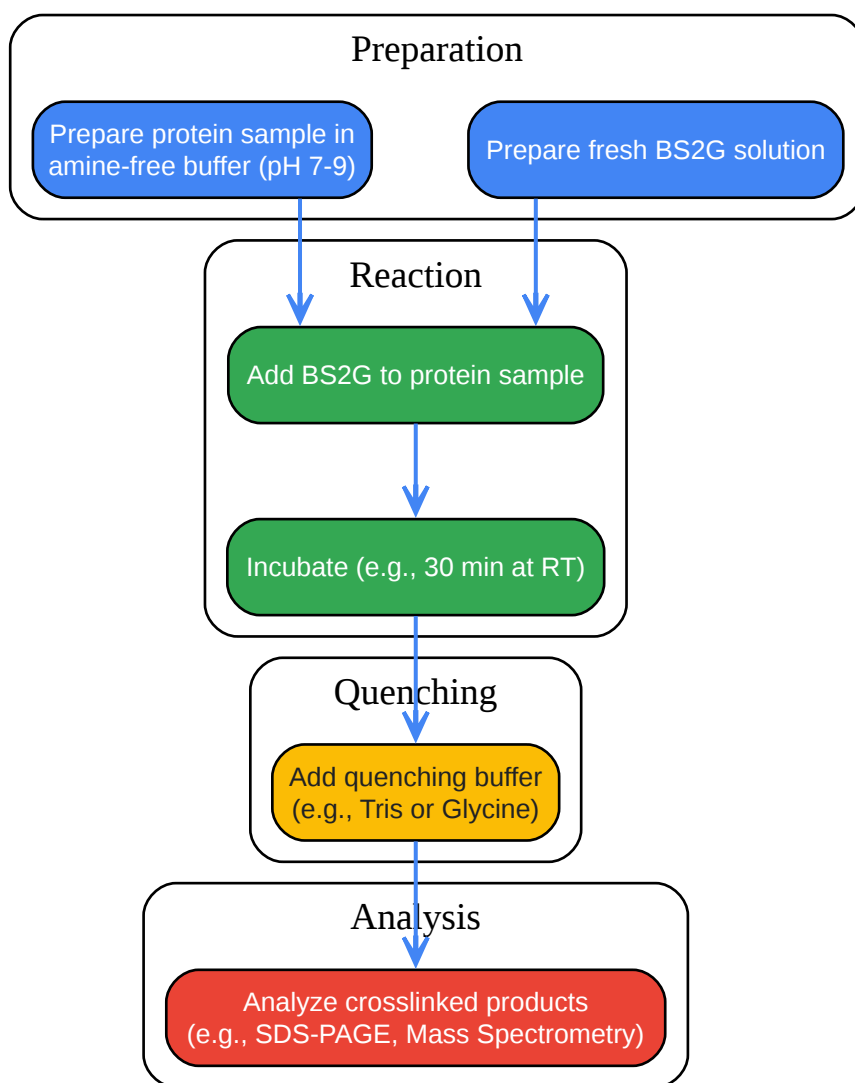 Preparation
Prepare protein sample in
amine-free buffer (pH 7-9)
Prepare fresh BS2G solution
Reaction
Add BS2G to protein sample
Incubate (e.g., 30 min at RT)
Quenching
Add quenching buffer
(e.g., Tris or Glycine)
Analysis
Analyze crosslinked products
(e.g., SDS-PAGE, Mass Spectrometry)